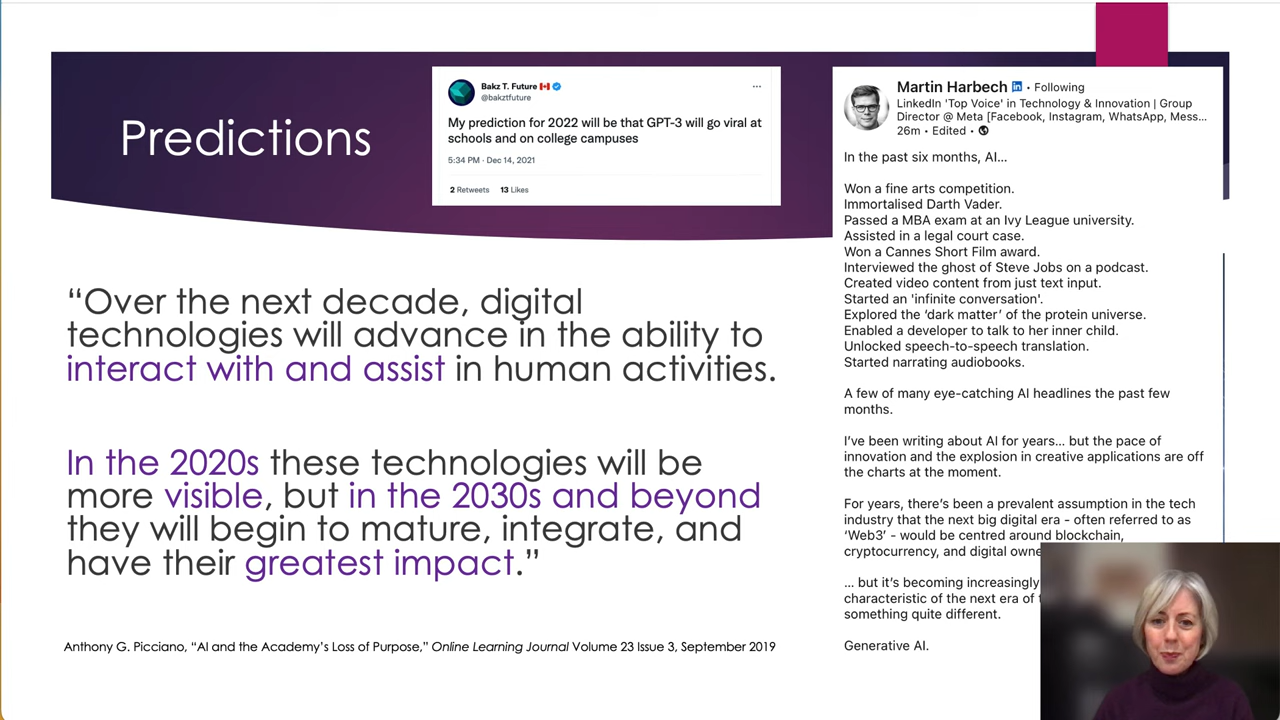 Predictions
Bakz T. Future
@bakztfuture
My prediction for 2022 will be that GPT-3 will go viral at
schools and on college campuses
5:34 PM · Dec 14, 2021
2 Retweets 13 Likes
“Over the next decade, digital
technologies will advance in the ability to
interact with and assist in human activities.
In the 2020s these technologies will be
more visible, but in the 2030s and beyond
they will begin to mature, integrate, and
have their greatest impact.”
Anthony G. Picciano, “AI and the Academy’s Loss of Purpose,” Online Learning Journal Volume 23 Issue 3, September 2019
Martin Harbech in • Following
LinkedIn 'Top Voice' in Technology & Innovation | Group
Director @ Meta [Facebook, Instagram, WhatsApp, Mess...
26m • Edited •
In the past six months, AI...
Won a fine arts competition.
Immortalised Darth Vader.
Passed a MBA exam at an Ivy League university.
Assisted in a legal court case.
Won a Cannes Short Film award.
Interviewed the ghost of Steve Jobs on a podcast.
Created video content from just text input.
Started an 'infinite conversation'.
Explored the ‘dark matter’ of the protein universe.
Enabled a developer to talk to her inner child.
Unlocked speech-to-speech translation.
Started narrating audiobooks.
A few of many eye-catching AI headlines the past few
months.
I’ve been writing about AI for years... but the pace of
innovation and the explosion in creative applications are off
the charts at the moment.
For years, there’s been a prevalent assumption in the tech
industry that the next big digital era - often referred to as
‘Web3’ - would be centred around blockchain,
cryptocurrency, and digital
... but it’s becoming increasingly
characteristic of the next era of
something quite different.
Generative AI.